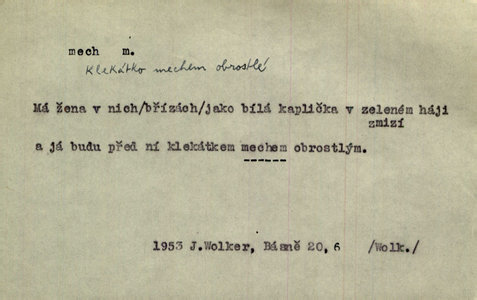 mech m.
klekátko mechem obrostlé
Má žena v nich/břízách/jako bílá kaplička v zeleném háji
zmizí
a já budu před ní klekátkem mechem obrostlým.
1953 J.Wolker, Básně 20, 6 /Wolk./